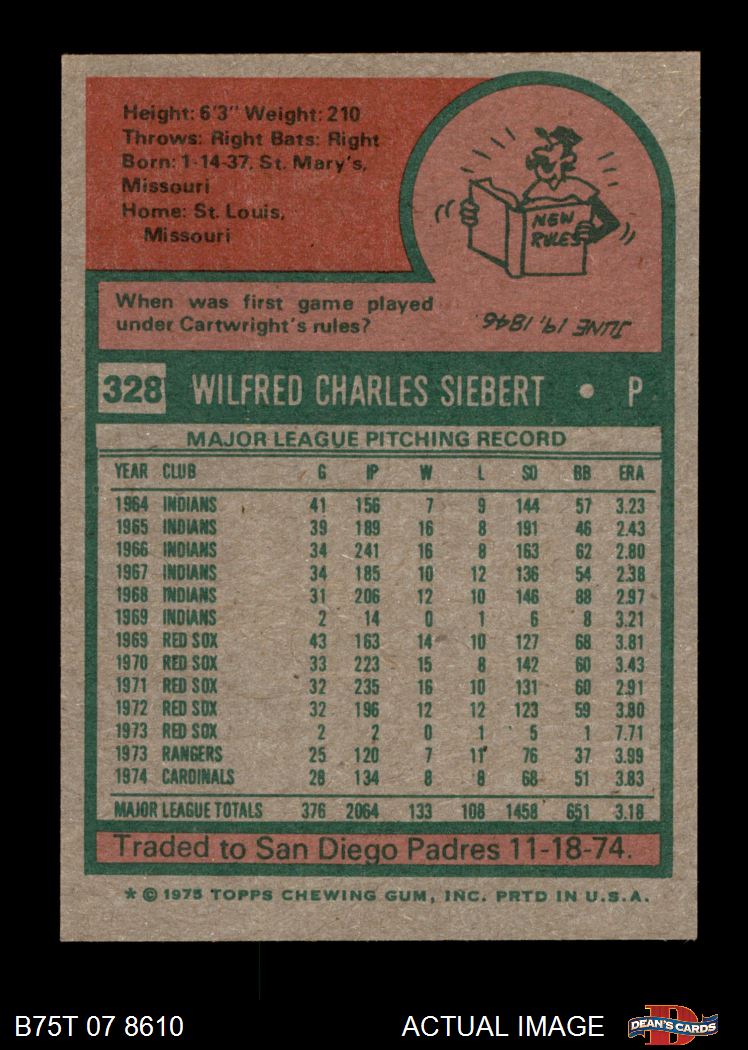 Height: 6'3" Weight: 210
Throws: Right Bats: Right
Born: 1-14-37, St. Mary's,
Missouri
Home: St. Louis,
Missouri
NEW
RULES
When was first game played
under Cartwright's rules?
JUNE 19, 1846.
328 WILFRED CHARLES SIEBERT • P
MAJOR LEAGUE PITCHING RECORD
YEAR CLUB G IP W L SO BB ERA
1964 INDIANS 41 156 7 9 144 57 3.23
1965 INDIANS 39 189 16 8 191 46 2.43
1966 INDIANS 34 241 16 8 163 62 2.80
1967 INDIANS 34 185 10 12 136 54 2.38
1968 INDIANS 31 206 12 10 146 88 2.97
1969 INDIANS 2 14 0 1 6 8 3.21
1969 RED SOX 43 163 14 10 127 68 3.81
1970 RED SOX 33 223 15 8 142 60 3.43
1971 RED SOX 32 235 16 10 131 60 2.91
1972 RED SOX 32 196 12 12 123 59 3.80
1973 RED SOX 2 2 0 1 5 1 7.71
1973 RANGERS 25 120 7 11 76 37 3.99
1974 CARDINALS 28 134 8 8 68 51 3.83
MAJOR LEAGUE TOTALS 376 2064 133 108 1458 651 3.18
Traded to San Diego Padres 11-18-74.
* © 1975 TOPPS CHEWING GUM, INC. PRTD IN U.S.A.
B75T 07 8610 ACTUAL IMAGE D DEAN'S CARDS